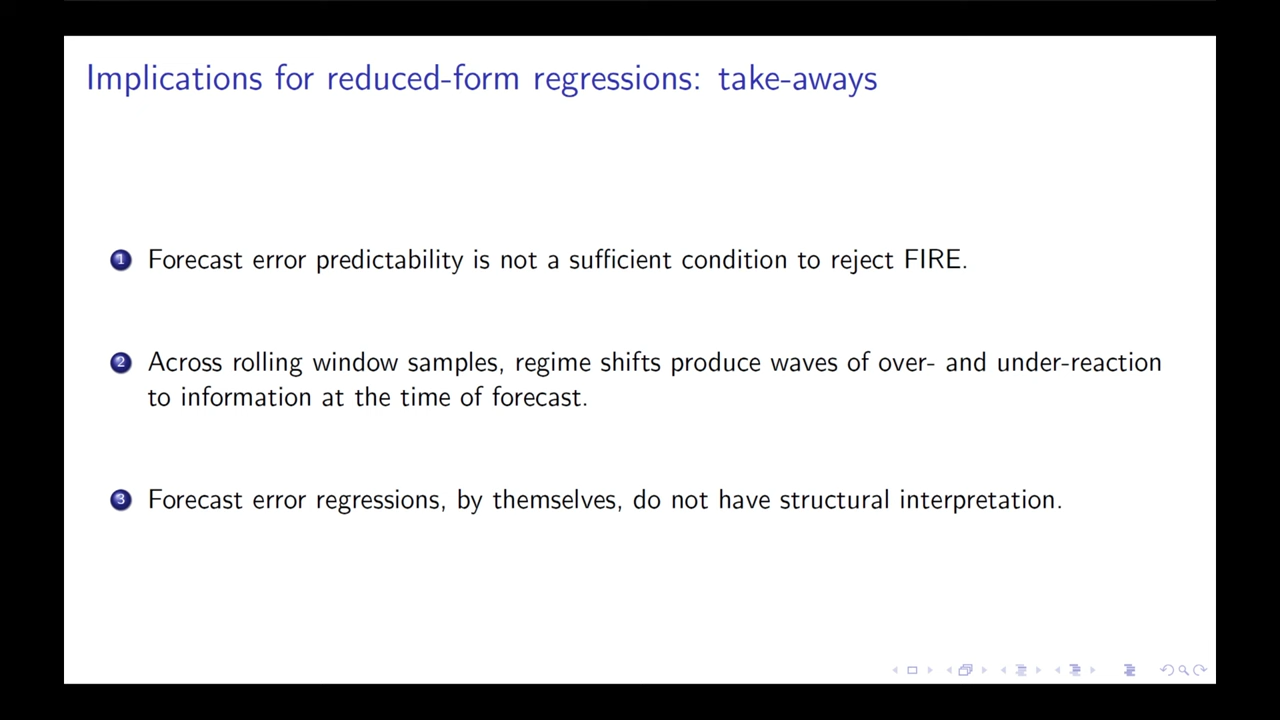 Implications for reduced-form regressions: take-aways
1 Forecast error predictability is not a sufficient condition to reject FIRE.
2 Across rolling window samples, regime shifts produce waves of over- and under-reaction
to information at the time of forecast.
3 Forecast error regressions, by themselves, do not have structural interpretation.